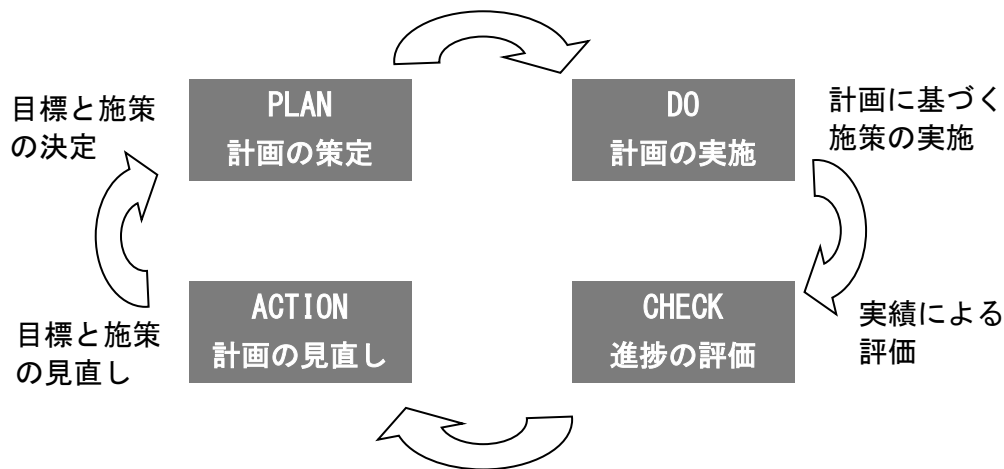 目標と施策
の決定
PLAN
計画の策定
DO
計画の実施
計画に基づく
施策の実施
目標と施策
の見直し
ACTION
計画の見直し
CHECK
進捗の評価
実績による
評価